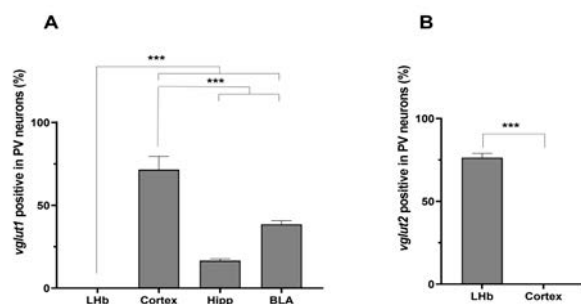 A
vglut1 positive in PV neurons (%)
***
***
100
50
0
LHb Cortex Hipp BLA
B
vglut2 positive in PV neurons (%)
***
100
50
0
LHb Cortex